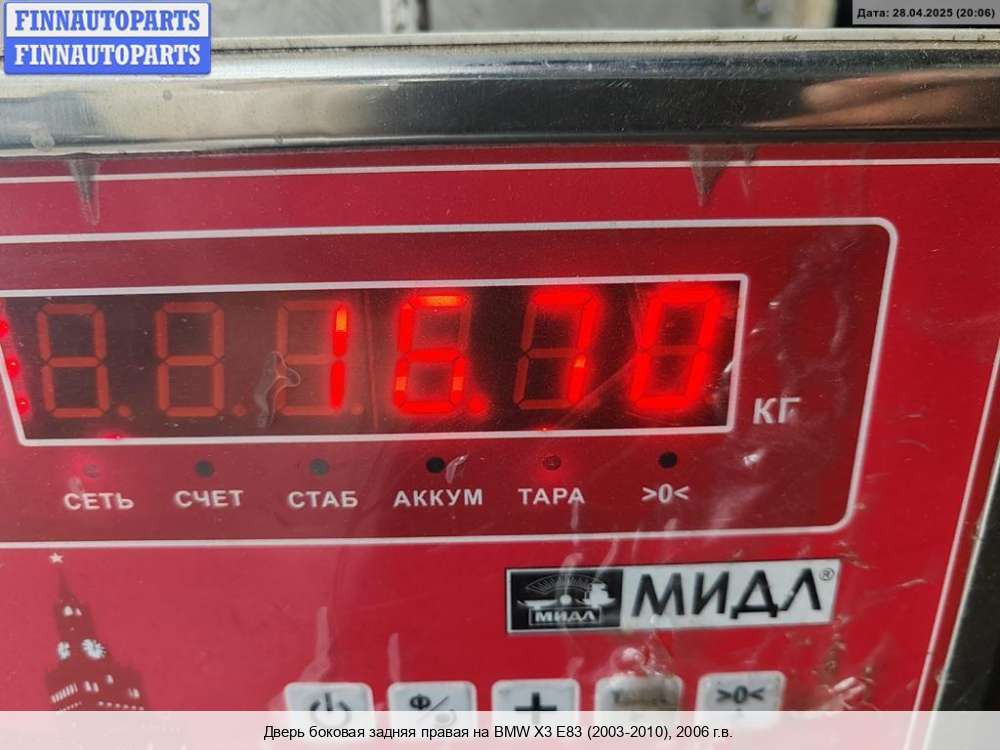 FINNAUTOPARTS
FINNAUTOPARTS
Дата: 28.04.2025 (20:06)
16.70
КГ
СЕТЬ СЧЕТ СТАБ АККУМ ТАРА >0<
МИДЛ МИДЛ®
Ф/ + >0<
Дверь боковая задняя правая на BMW X3 E83 (2003-2010), 2006 г.в.